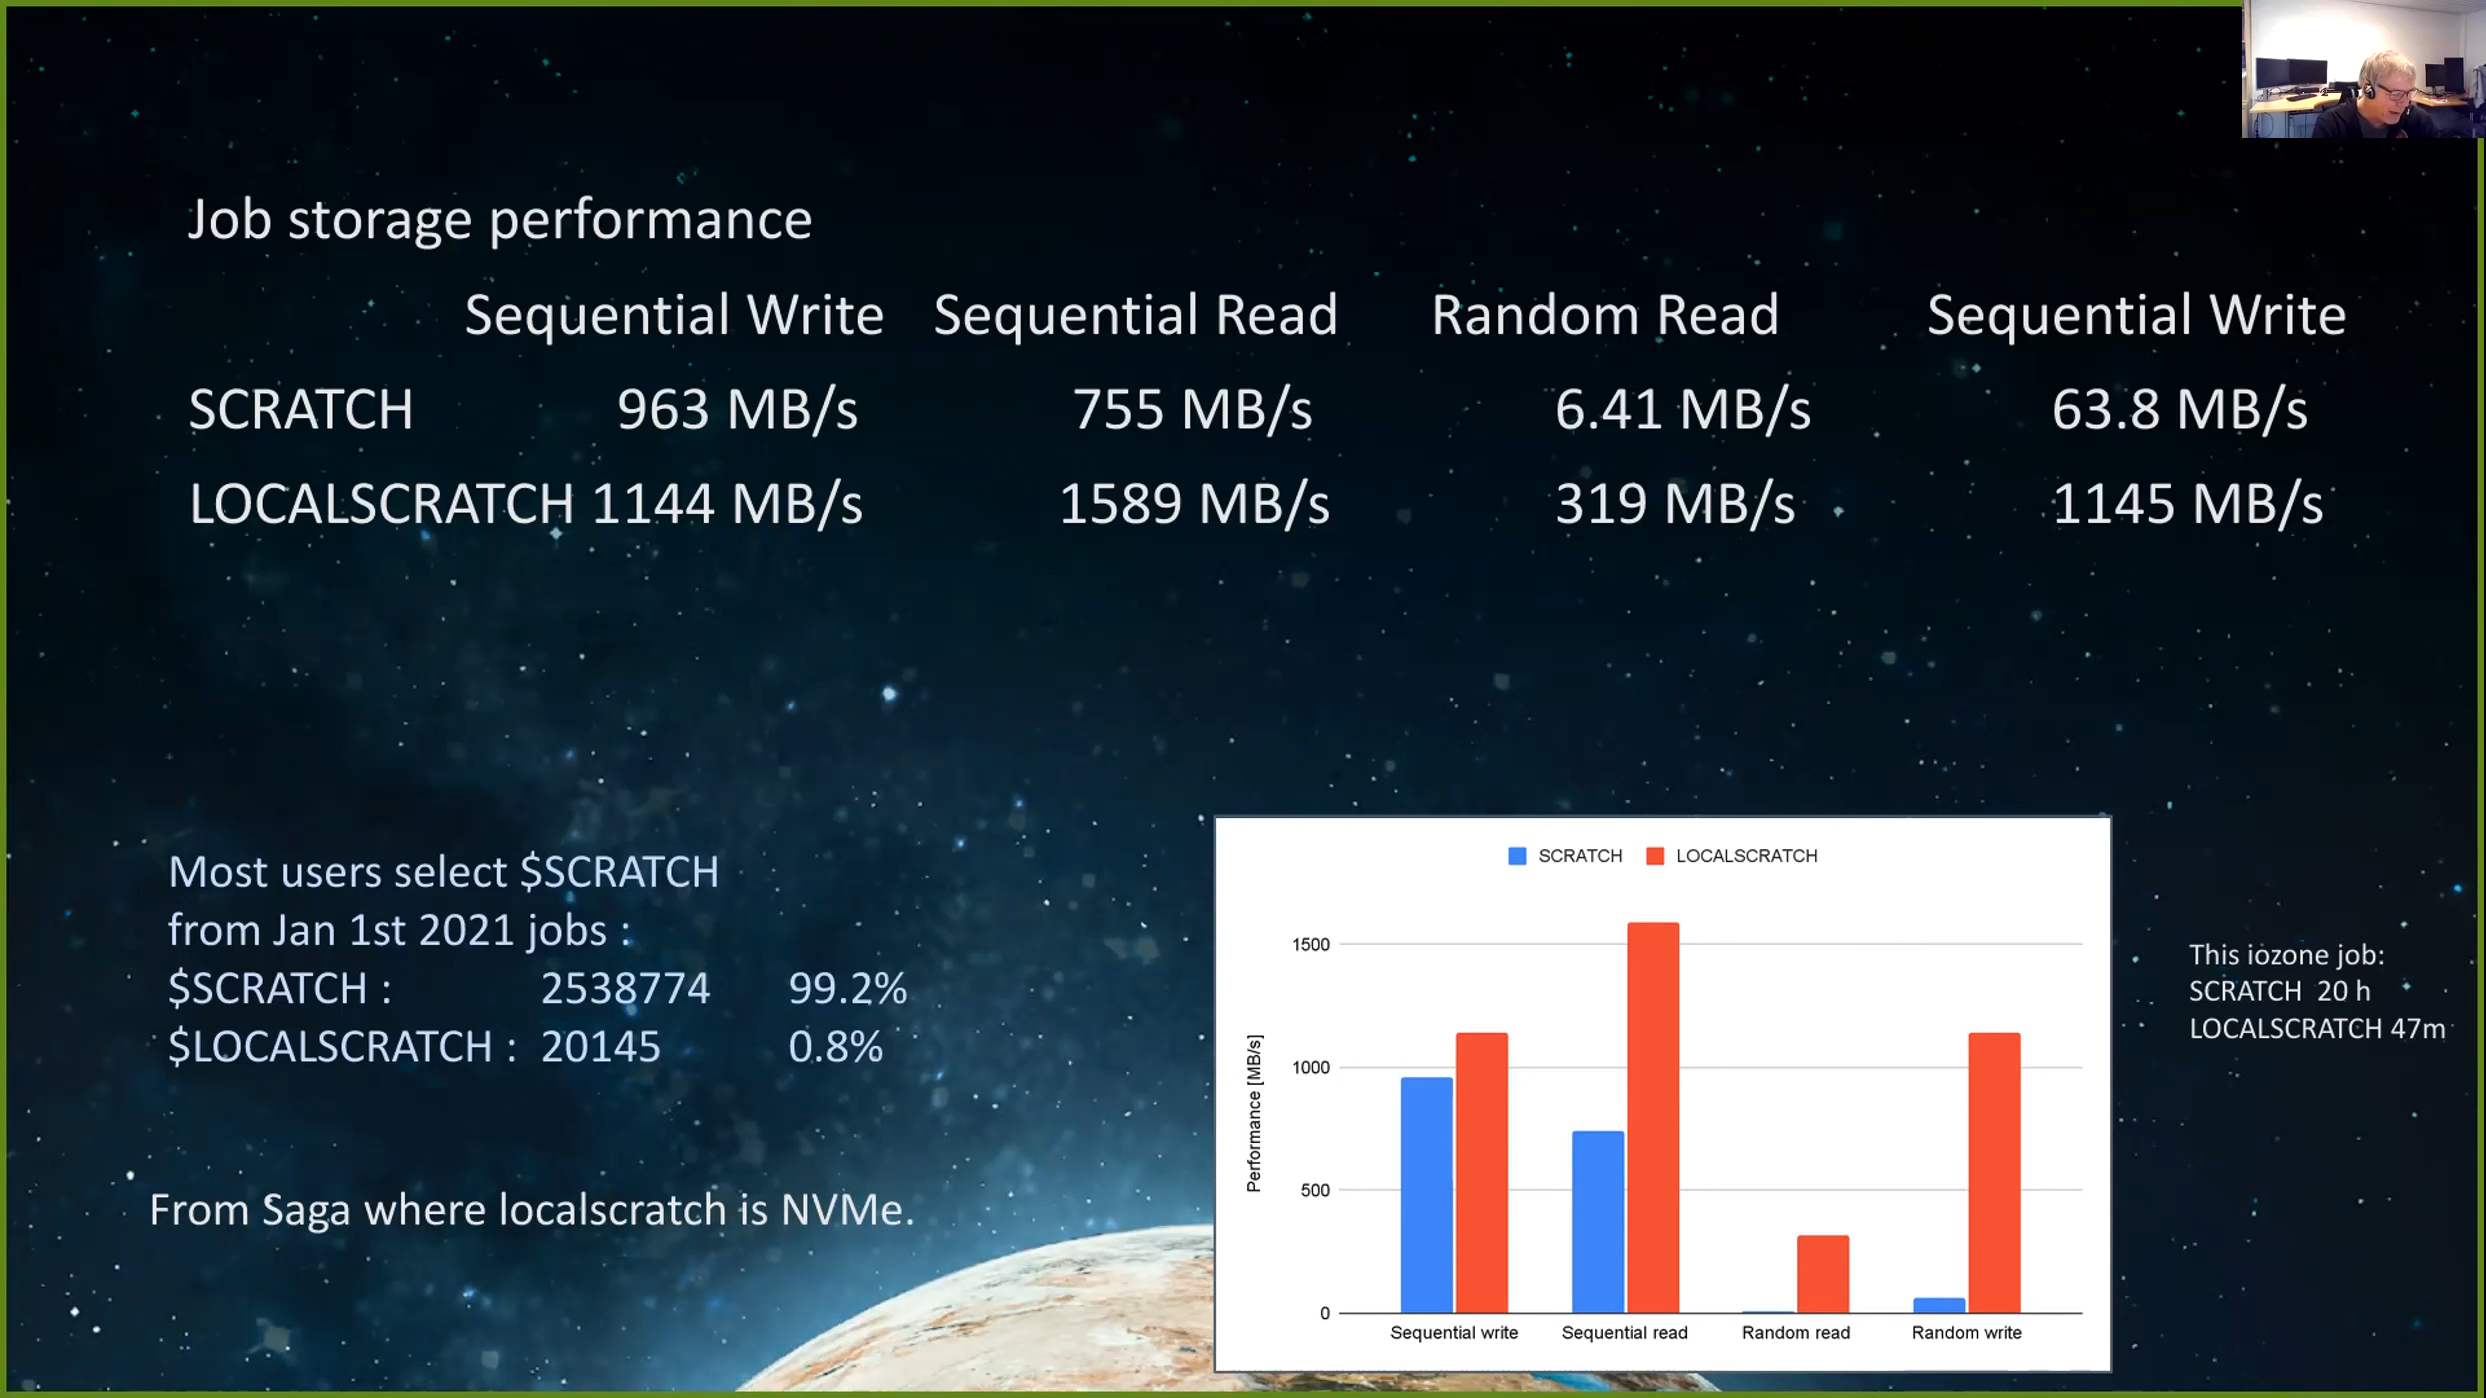 Job storage performance
Sequential Write Sequential Read Random Read Sequential Write
SCRATCH 963 MB/s 755 MB/s 6.41 MB/s 63.8 MB/s
LOCALSCRATCH 1144 MB/s 1589 MB/s 319 MB/s 1145 MB/s
Most users select $SCRATCH
from Jan 1st 2021 jobs :
$SCRATCH : 2538774 99.2%
$LOCALSCRATCH : 20145 0.8%
From Saga where localscratch is NVMe.
SCRATCH LOCALSCRATCH
Performance [MB/s]
1500
1000
500
0
Sequential write Sequential read Random read Random write
This iozone job:
SCRATCH 20 h
LOCALSCRATCH 47m